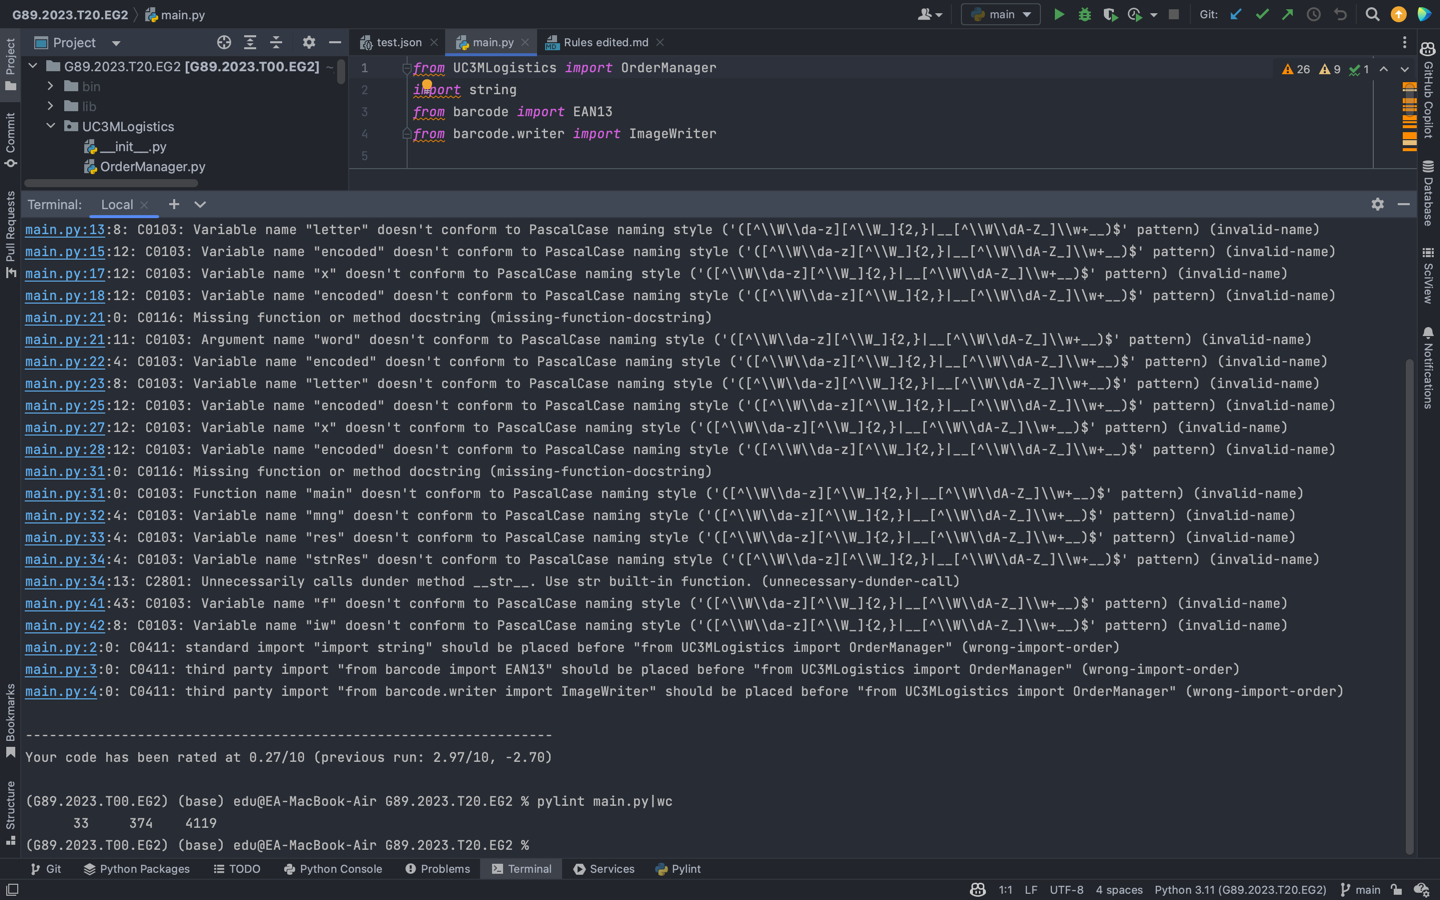 G89.2023.T20.EG2 main.py
main Git:
Project
test.json main.py Rules edited.md
G89.2023.T20.EG2 [G89.2023.T00.EG2] ~
bin
lib
UC3MLogistics
__init__.py
OrderManager.py
1 from UC3MLogistics import OrderManager
2 import string
3 from barcode import EAN13
4 from barcode.writer import ImageWriter
5
26 9 1
Project
Commit
Pull Requests
Bookmarks
Structure
GitHub Copilot
Database
SciView
Notifications
Terminal: Local
main.py:13:8: C0103: Variable name "letter" doesn't conform to PascalCase naming style ('([^\\W\\da-z][^\\W_]{2,}|__[^\\W\\dA-Z_]\\w+__)$' pattern) (invalid-name)
main.py:15:12: C0103: Variable name "encoded" doesn't conform to PascalCase naming style ('([^\\W\\da-z][^\\W_]{2,}|__[^\\W\\dA-Z_]\\w+__)$' pattern) (invalid-name)
main.py:17:12: C0103: Variable name "x" doesn't conform to PascalCase naming style ('([^\\W\\da-z][^\\W_]{2,}|__[^\\W\\dA-Z_]\\w+__)$' pattern) (invalid-name)
main.py:18:12: C0103: Variable name "encoded" doesn't conform to PascalCase naming style ('([^\\W\\da-z][^\\W_]{2,}|__[^\\W\\dA-Z_]\\w+__)$' pattern) (invalid-name)
main.py:21:0: C0116: Missing function or method docstring (missing-function-docstring)
main.py:21:11: C0103: Argument name "word" doesn't conform to PascalCase naming style ('([^\\W\\da-z][^\\W_]{2,}|__[^\\W\\dA-Z_]\\w+__)$' pattern) (invalid-name)
main.py:22:4: C0103: Variable name "encoded" doesn't conform to PascalCase naming style ('([^\\W\\da-z][^\\W_]{2,}|__[^\\W\\dA-Z_]\\w+__)$' pattern) (invalid-name)
main.py:23:8: C0103: Variable name "letter" doesn't conform to PascalCase naming style ('([^\\W\\da-z][^\\W_]{2,}|__[^\\W\\dA-Z_]\\w+__)$' pattern) (invalid-name)
main.py:25:12: C0103: Variable name "encoded" doesn't conform to PascalCase naming style ('([^\\W\\da-z][^\\W_]{2,}|__[^\\W\\dA-Z_]\\w+__)$' pattern) (invalid-name)
main.py:27:12: C0103: Variable name "x" doesn't conform to PascalCase naming style ('([^\\W\\da-z][^\\W_]{2,}|__[^\\W\\dA-Z_]\\w+__)$' pattern) (invalid-name)
main.py:28:12: C0103: Variable name "encoded" doesn't conform to PascalCase naming style ('([^\\W\\da-z][^\\W_]{2,}|__[^\\W\\dA-Z_]\\w+__)$' pattern) (invalid-name)
main.py:31:0: C0116: Missing function or method docstring (missing-function-docstring)
main.py:31:0: C0103: Function name "main" doesn't conform to PascalCase naming style ('([^\\W\\da-z][^\\W_]{2,}|__[^\\W\\dA-Z_]\\w+__)$' pattern) (invalid-name)
main.py:32:4: C0103: Variable name "mng" doesn't conform to PascalCase naming style ('([^\\W\\da-z][^\\W_]{2,}|__[^\\W\\dA-Z_]\\w+__)$' pattern) (invalid-name)
main.py:33:4: C0103: Variable name "res" doesn't conform to PascalCase naming style ('([^\\W\\da-z][^\\W_]{2,}|__[^\\W\\dA-Z_]\\w+__)$' pattern) (invalid-name)
main.py:34:4: C0103: Variable name "strRes" doesn't conform to PascalCase naming style ('([^\\W\\da-z][^\\W_]{2,}|__[^\\W\\dA-Z_]\\w+__)$' pattern) (invalid-name)
main.py:34:13: C2801: Unnecessarily calls dunder method __str__. Use str built-in function. (unnecessary-dunder-call)
main.py:41:43: C0103: Variable name "f" doesn't conform to PascalCase naming style ('([^\\W\\da-z][^\\W_]{2,}|__[^\\W\\dA-Z_]\\w+__)$' pattern) (invalid-name)
main.py:42:8: C0103: Variable name "iw" doesn't conform to PascalCase naming style ('([^\\W\\da-z][^\\W_]{2,}|__[^\\W\\dA-Z_]\\w+__)$' pattern) (invalid-name)
main.py:2:0: C0411: standard import "import string" should be placed before "from UC3MLogistics import OrderManager" (wrong-import-order)
main.py:3:0: C0411: third party import "from barcode import EAN13" should be placed before "from UC3MLogistics import OrderManager" (wrong-import-order)
main.py:4:0: C0411: third party import "from barcode.writer import ImageWriter" should be placed before "from UC3MLogistics import OrderManager" (wrong-import-order)
------------------------------------------------------------------
Your code has been rated at 0.27/10 (previous run: 2.97/10, -2.70)
(G89.2023.T00.EG2) (base) edu@EA-MacBook-Air G89.2023.T20.EG2 % pylint main.py|wc
33 374 4119
(G89.2023.T00.EG2) (base) edu@EA-MacBook-Air G89.2023.T20.EG2 %
Git Python Packages TODO Python Console Problems Terminal Services Pylint
1:1 LF UTF-8 4 spaces Python 3.11 (G89.2023.T20.EG2) main